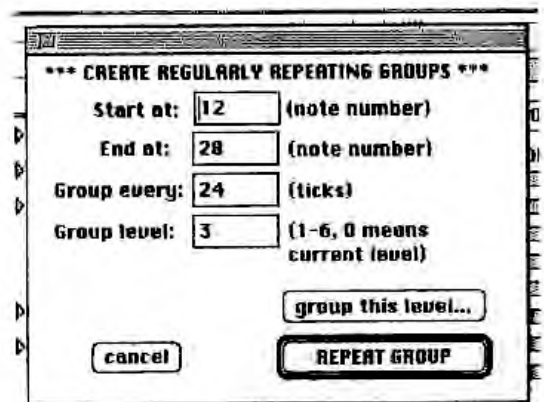 *** CREATE REGULARLY REPEATING GROUPS ***
Start at: 12 (note number)
End at: 28 (note number)
Group every: 24 (ticks)
Group level: 3 (1-6, 0 means
current level)
group this level...
cancel REPEAT GROUP